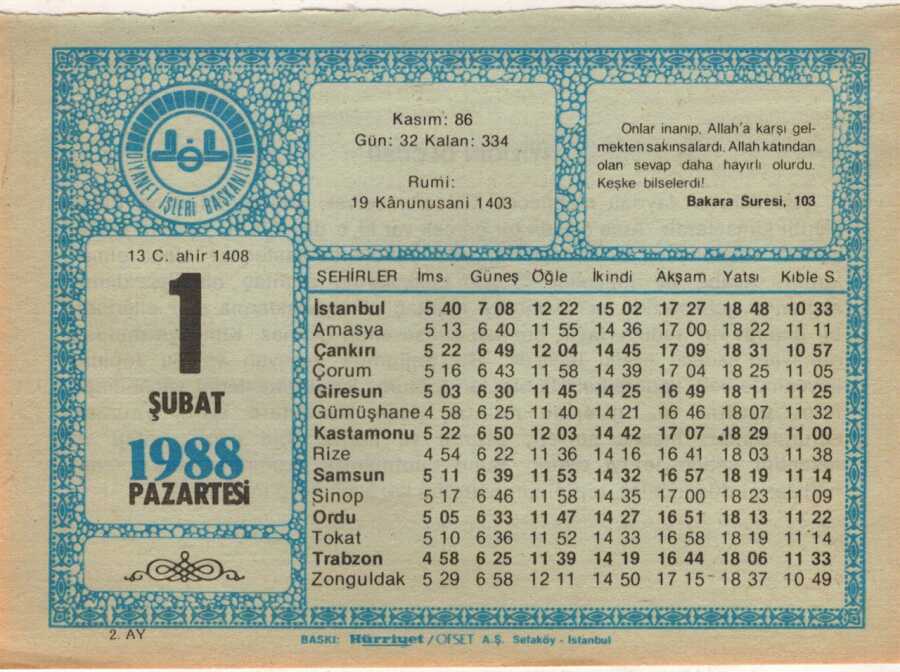 DİYANET İŞLERİ BAŞKANLIĞI
Kasım: 86
Gün: 32 Kalan: 334
Rumi:
19 Kânunusani 1403
Onlar inanıp, Allah'a karşı gel-
mekten sakınsalardı, Allah katından
olan sevap daha hayırlı olurdu.
Keşke bilselerdi!
Bakara Suresi, 103
13 C. ahir 1408
1
ŞUBAT
1988
PAZARTESİ
ŞEHİRLER İms. Güneş Öğle İkindi Akşam Yatsı Kıble S.
İstanbul 5 40 7 08 12 22 15 02 17 27 18 48 10 33
Amasya 5 13 6 40 11 55 14 36 17 00 18 22 11 11
Çankırı 5 22 6 49 12 04 14 45 17 09 18 31 10 57
Çorum 5 16 6 43 11 58 14 39 17 04 18 25 11 05
Giresun 5 03 6 30 11 45 14 25 16 49 18 11 11 25
Gümüşhane 4 58 6 25 11 40 14 21 16 46 18 07 11 32
Kastamonu 5 22 6 50 12 03 14 42 17 07 18 29 11 00
Rize 4 54 6 22 11 36 14 16 16 41 18 03 11 38
Samsun 5 11 6 39 11 53 14 32 16 57 18 19 11 14
Sinop 5 17 6 46 11 58 14 35 17 00 18 23 11 09
Ordu 5 05 6 33 11 47 14 27 16 51 18 13 11 22
Tokat 5 10 6 36 11 52 14 33 16 58 18 19 11 14
Trabzon 4 58 6 25 11 39 14 19 16 44 18 06 11 33
Zonguldak 5 29 6 58 12 11 14 50 17 15 18 37 10 49
2. AY
BASKI: Hürriyet / OFSET A.Ş. Sefaköy - İstanbul